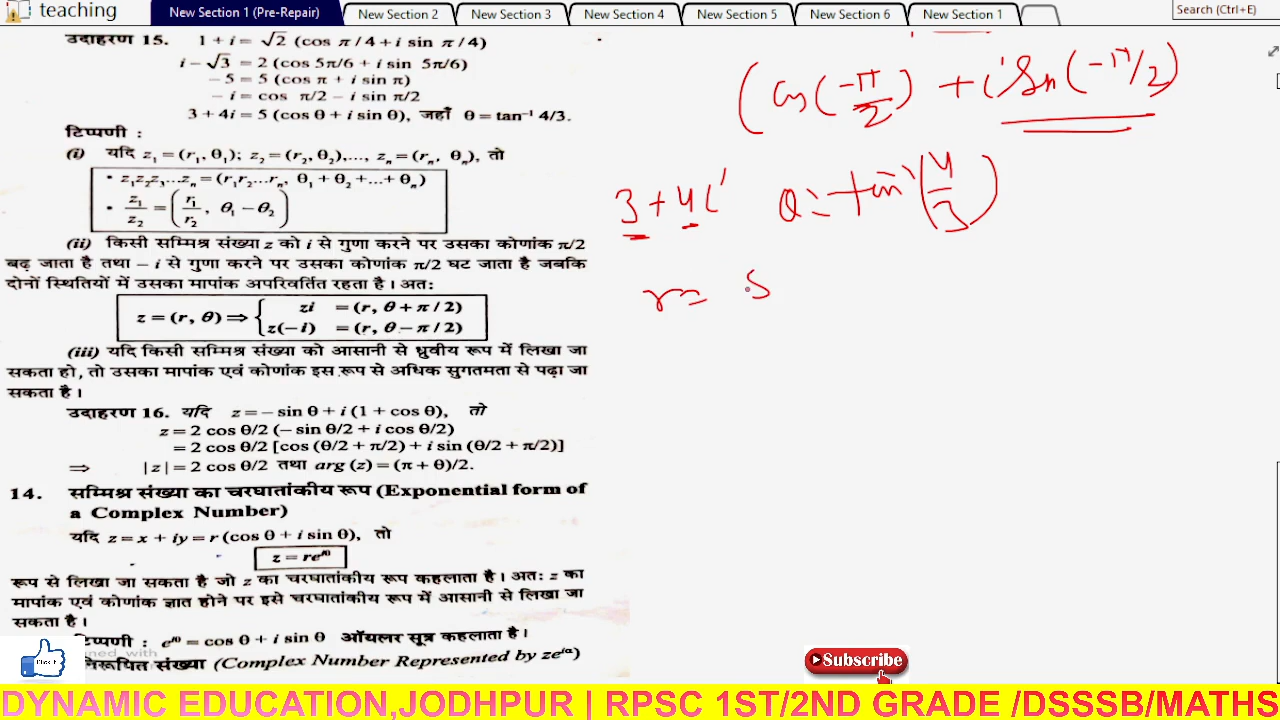 teaching
New Section 1 (Pre-Repair) New Section 2 New Section 3 New Section 4 New Section 5 New Section 6 New Section 1
Search (Ctrl+E)
उदाहरण 15. 1 + i = √2 (cos π/4 + i sin π/4)
i − √3 = 2 (cos 5π/6 + i sin 5π/6)
− 5 = 5 (cos π + i sin π)
− i = cos π/2 − i sin π/2
3 + 4i = 5 (cos θ + i sin θ), जहाँ θ = tan⁻¹ 4/3.
टिप्पणी :
(i) यदि z₁ = (r₁, θ₁); z₂ = (r₂, θ₂),..., zₙ = (rₙ, θₙ), तो
• z₁z₂z₃...zₙ = (r₁r₂...rₙ, θ₁ + θ₂ +...+ θₙ)
• z₁/z₂ = (r₁/r₂, θ₁ − θ₂)
(ii) किसी सम्मिश्र संख्या z को i से गुणा करने पर उसका कोणांक π/2
बढ़ जाता है तथा − i से गुणा करने पर उसका कोणांक π/2 घट जाता है जबकि
दोनों स्थितियों में उसका मापांक अपरिवर्तित रहता है। अतः
z = (r, θ) ⇒ { zi = (r, θ + π/2)
z(−i) = (r, θ − π/2)
(iii) यदि किसी सम्मिश्र संख्या को आसानी से ध्रुवीय रूप में लिखा जा
सकता हो, तो उसका मापांक एवं कोणांक इस रूप से अधिक सुगतमता से पढ़ा जा
सकता है।
उदाहरण 16. यदि z = − sin θ + i (1 + cos θ), तो
z = 2 cos θ/2 (− sin θ/2 + i cos θ/2)
= 2 cos θ/2 [cos (θ/2 + π/2) + i sin (θ/2 + π/2)]
⇒ |z| = 2 cos θ/2 तथा arg (z) = (π + θ)/2.
14. सम्मिश्र संख्या का चरघातांकीय रूप (Exponential form of
a Complex Number)
यदि z = x + iy = r (cos θ + i sin θ), तो
z = re^{iθ}
रूप से लिखा जा सकता है जो z का चरघातांकीय रूप कहलाता है। अतः z का
मापांक एवं कोणांक ज्ञात होने पर इसे चरघातांकीय रूप में आसानी से लिखा जा
सकता है।
टिप्पणी : e^{iθ} = cos θ + i sin θ ऑयलर सूत्र कहलाता है।
निरूपित संख्या (Complex Number Represented by ze^{iα})
(cos(−π/2) + i sin(−π/2)
3 + 4i θ = tan⁻¹(4/3)
r = 5
Click
Subscribe
DYNAMIC EDUCATION,JODHPUR | RPSC 1ST/2ND GRADE /DSSSB/MATHS